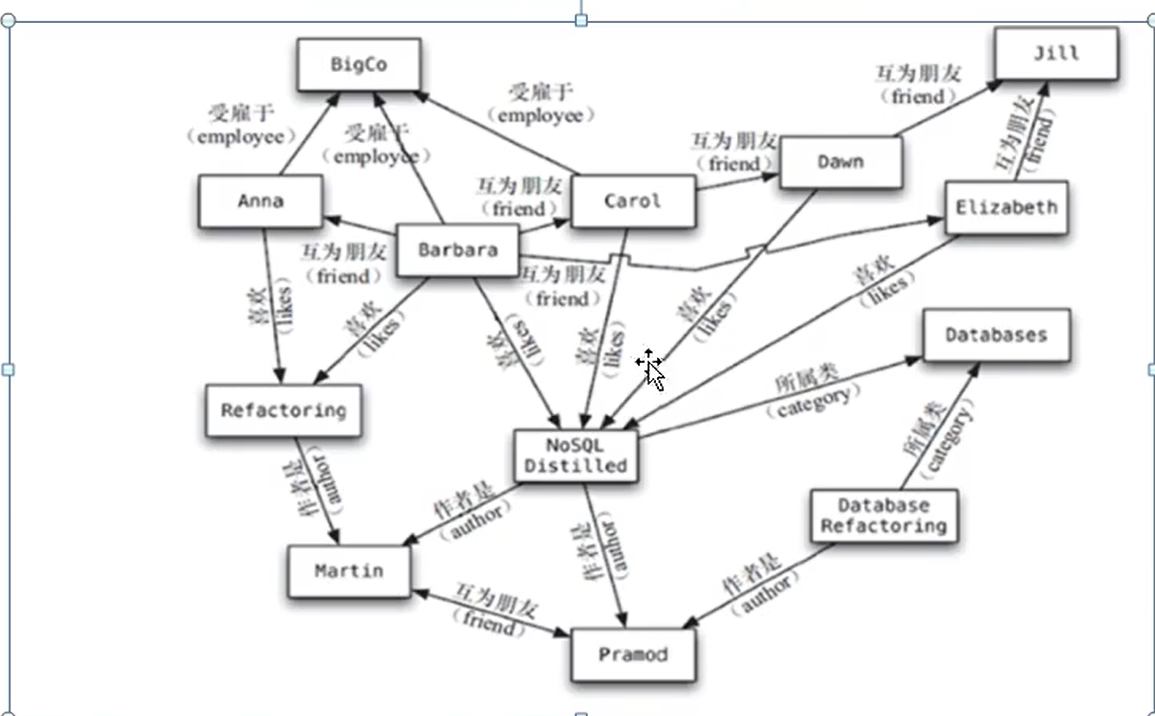 BigCo
Jill
互为朋友
(friend)
受雇于
(employee)
受雇于
(employee)
受雇于
(employee)
互为朋友
(friend)
互为朋友
(friend)
Dawn
Anna
互为朋友
(friend)
Carol
Elizabeth
Barbara
互为朋友
(friend)
互为朋友
(friend)
喜欢
(likes)
喜欢
(likes)
喜欢
(likes)
喜欢
(likes)
喜欢
(likes)
喜欢
(likes)
Databases
所属类
(category)
Refactoring
所属类
(category)
NoSQL
Distilled
作者是
(author)
作者是
(author)
Database
Refactoring
作者是
(author)
Martin
作者是
(author)
互为朋友
(friend)
Pramod